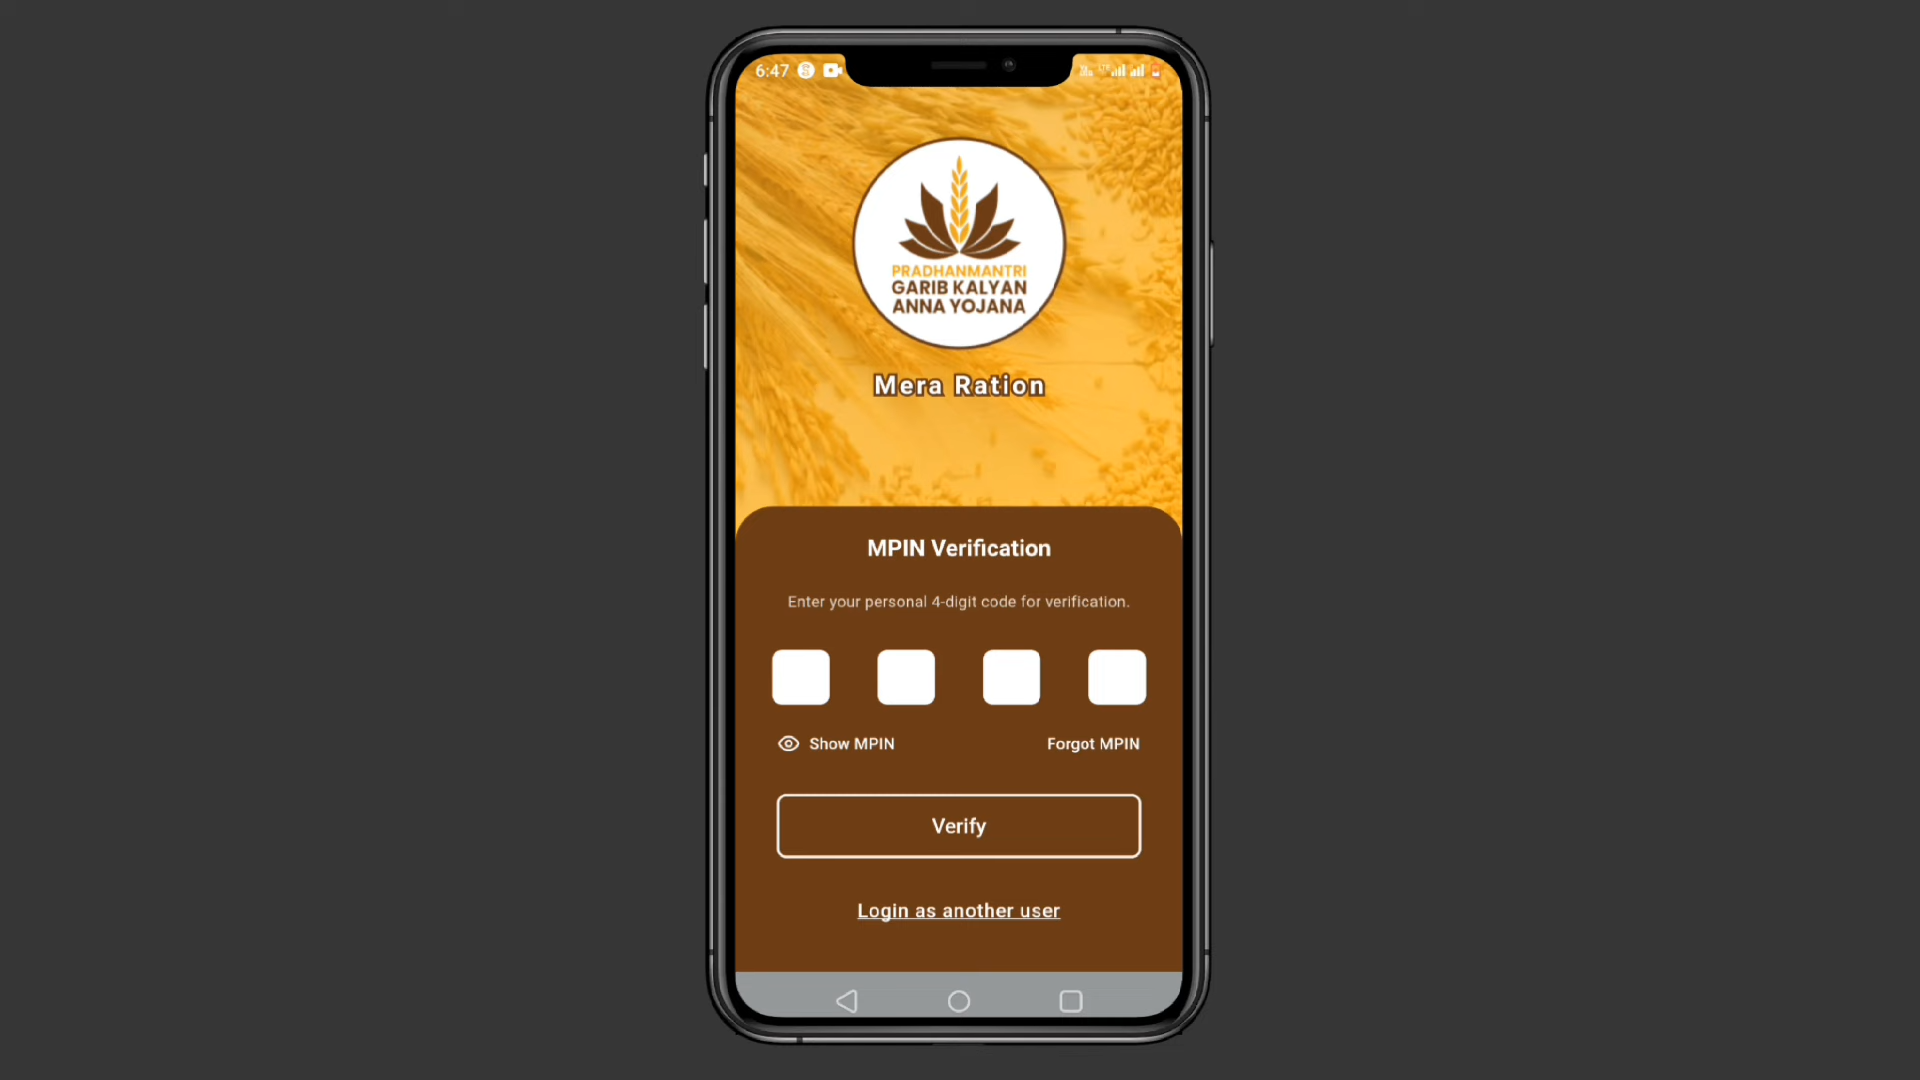 6:47
PRADHANMANTRI
GARIB KALYAN
ANNA YOJANA
Mera Ration
MPIN Verification
Enter your personal 4-digit code for verification.
Show MPIN
Forgot MPIN
Verify
Login as another user